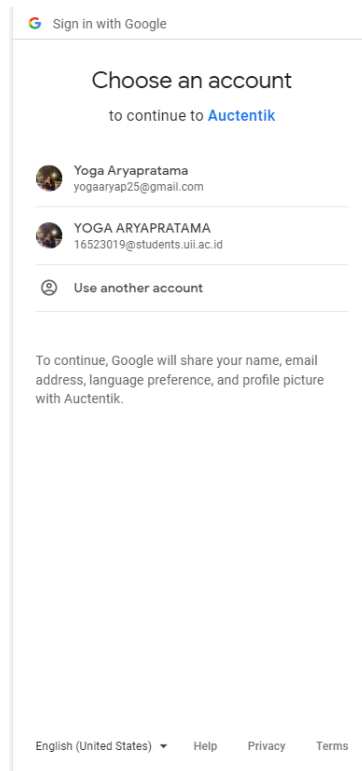 Sign in with Google
Choose an account
to continue to Auctentik
Yoga Aryapratama
yogaaryap25@gmail.com
YOGA ARYAPRATAMA
16523019@students.uii.ac.id
Use another account
To continue, Google will share your name, email
address, language preference, and profile picture
with Auctentik.
English (United States) Help Privacy Terms